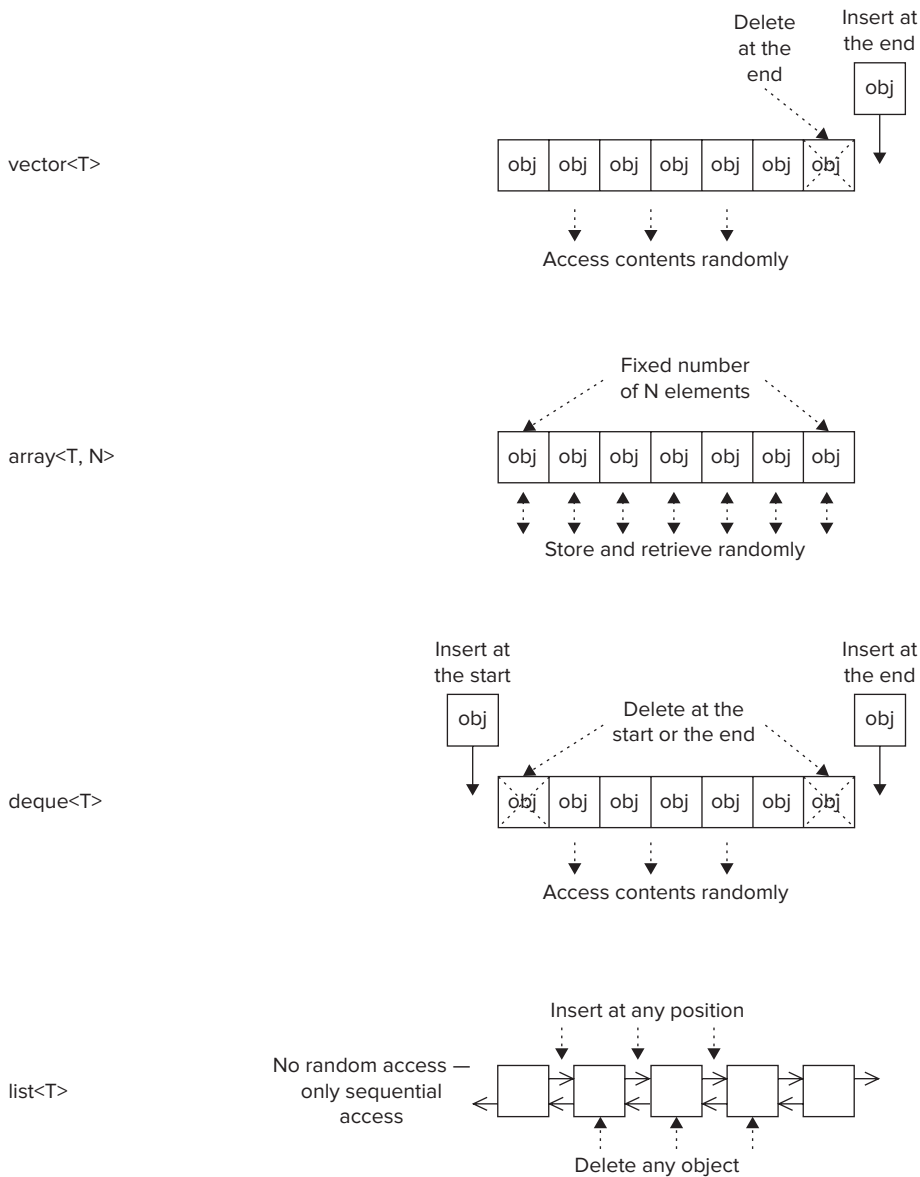 Delete
at the
end
Insert at
the end
obj
vector<T>
obj obj obj obj obj obj obj
Access contents randomly
Fixed number
of N elements
array<T, N>
obj obj obj obj obj obj obj
Store and retrieve randomly
Insert at
the start
obj
Delete at the
start or the end
Insert at
the end
obj
deque<T>
obj obj obj obj obj obj obj
Access contents randomly
Insert at any position
list<T>
No random access —
only sequential
access
Delete any object